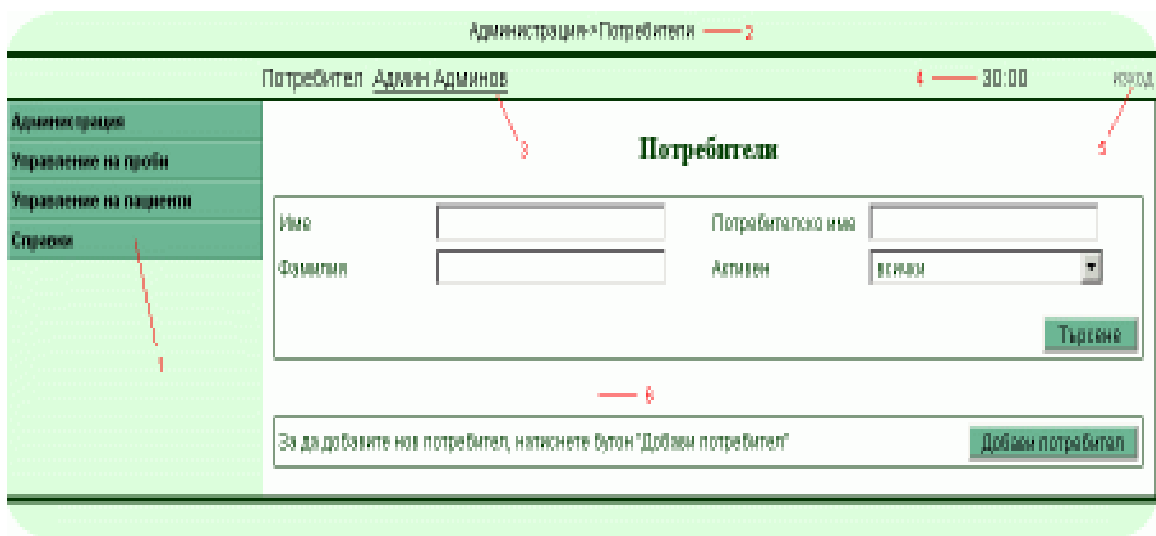 Администрация->Потребители 2
Потребител Админ Админов 4 30:00 изход
Администрация
Управление на проби
Управление на пациенти
Справки
1
3
5
Потребители
Име Потребителско име
Фамилия Активен всички
Търсене
6
За да добавите нов потребител, натиснете бутон "Добави потребител" Добави потребител